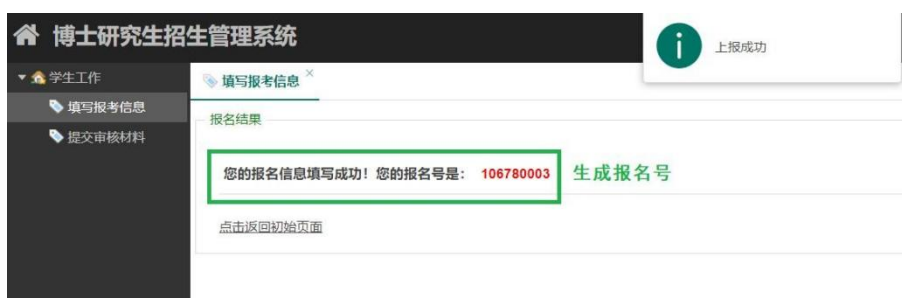 博士研究生招生管理系统
上报成功
学生工作
填写报考信息
提交审核材料
填写报考信息
报名结果
您的报名信息填写成功！您的报名号是： 106780003
生成报名号
点击返回初始页面